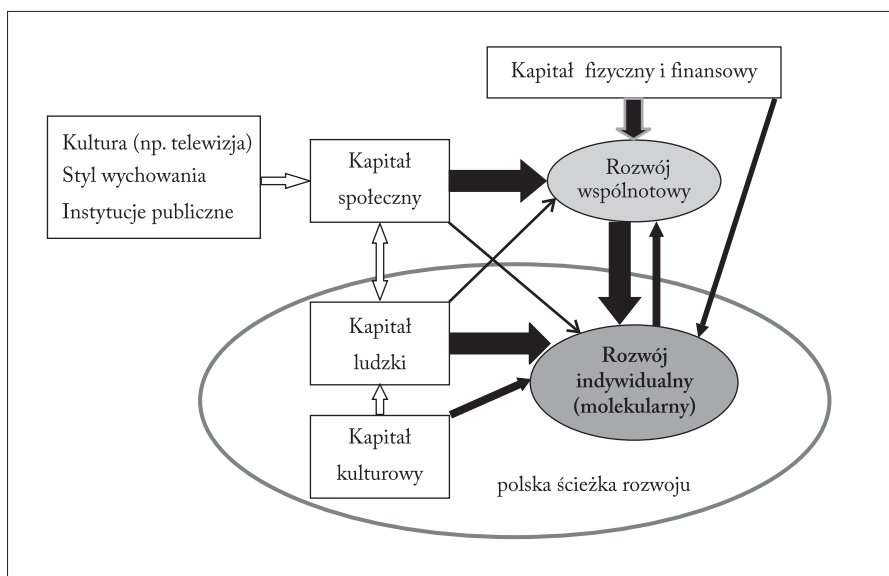 Kapitał fizyczny i finansowy
Kultura (np. telewizja)
Styl wychowania
Instytucje publiczne
Kapitał
społeczny
Rozwój
wspólnotowy
Kapitał
ludzki
Rozwój
indywidualny
(molekularny)
Kapitał
kulturowy
polska ścieżka rozwoju